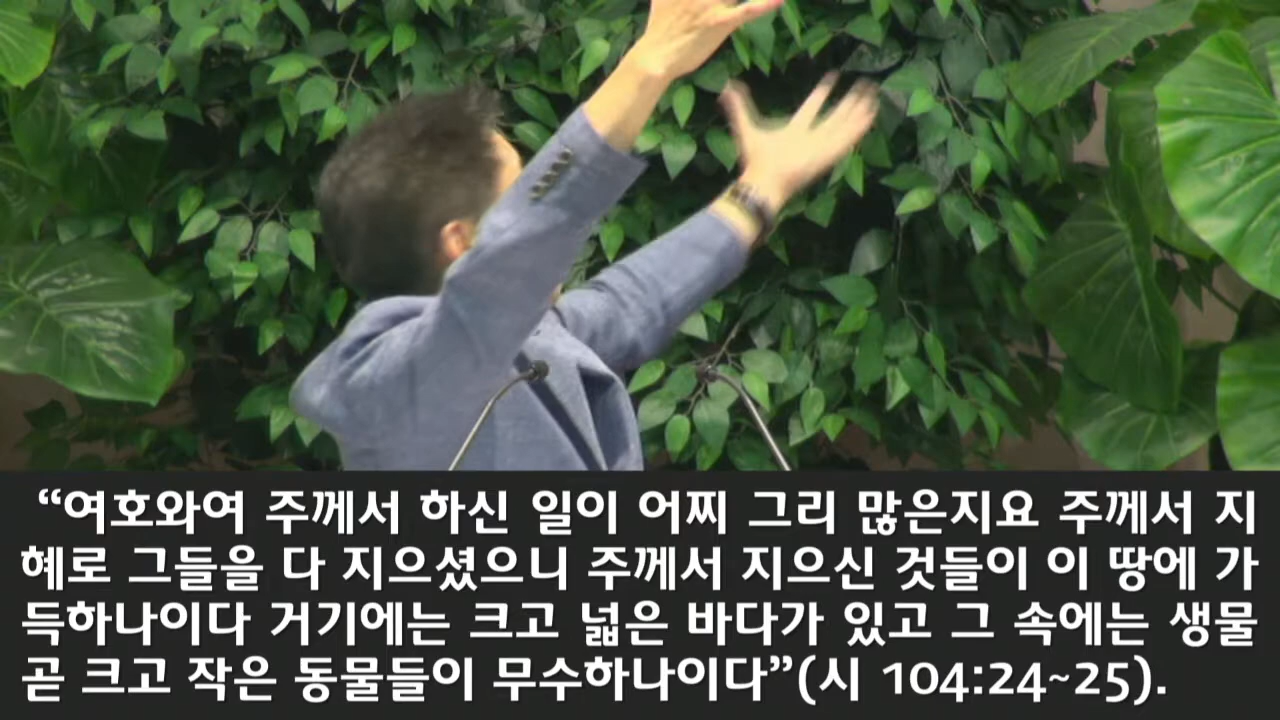 “여호와여 주께서 하신 일이 어찌 그리 많은지요 주께서 지
혜로 그들을 다 지으셨으니 주께서 지으신 것들이 이 땅에 가
득하나이다 거기에는 크고 넓은 바다가 있고 그 속에는 생물
곧 크고 작은 동물들이 무수하나이다”(시 104:24~25).